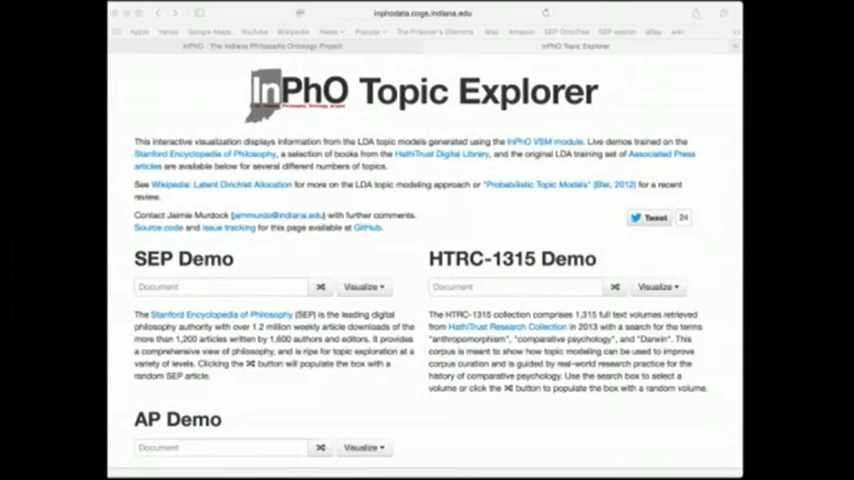 inphodata.cogs.indiana.edu
Apple Yahoo Google Maps YouTube Wikipedia News Popular The Prisoner's Dilemma Mac Amazon SEP OctoTree SEP search eBay wiki
InPhO - The Indiana Philosophy Ontology Project
InPhO Topic Explorer
InPhO Topic Explorer
This interactive visualization displays information from the LDA topic models generated using the InPhO VSM module. Live demos trained on the
Stanford Encyclopedia of Philosophy, a selection of books from the HathiTrust Digital Library, and the original LDA training set of Associated Press
articles are available below for several different numbers of topics.
See Wikipedia: Latent Dirichlet Allocation for more on the LDA topic modeling approach or "Probabilistic Topic Models" (Blei, 2012) for a recent
review.
Contact Jaimie Murdock (jammurdo@indiana.edu) with further comments.
Source code and issue tracking for this page available at GitHub.
Tweet 24
SEP Demo
Document Visualize
The Stanford Encyclopedia of Philosophy (SEP) is the leading digital
philosophy authority with over 1.2 million weekly article downloads of the
more than 1,200 articles written by 1,600 authors and editors. It provides
a comprehensive view of philosophy, and is ripe for topic exploration at a
variety of levels. Clicking the button will populate the box with a
random SEP article.
HTRC-1315 Demo
Document Visualize
The HTRC-1315 collection comprises 1,315 full text volumes retrieved
from HathiTrust Research Collection in 2013 with a search for the terms
"anthropomorphism", "comparative psychology", and "Darwin". This
corpus is meant to show how topic modeling can be used to improve
corpus curation and is guided by real-world research practice for the
history of comparative psychology. Use the search box to select a
volume or click the button to populate the box with a random volume.
AP Demo
Document Visualize